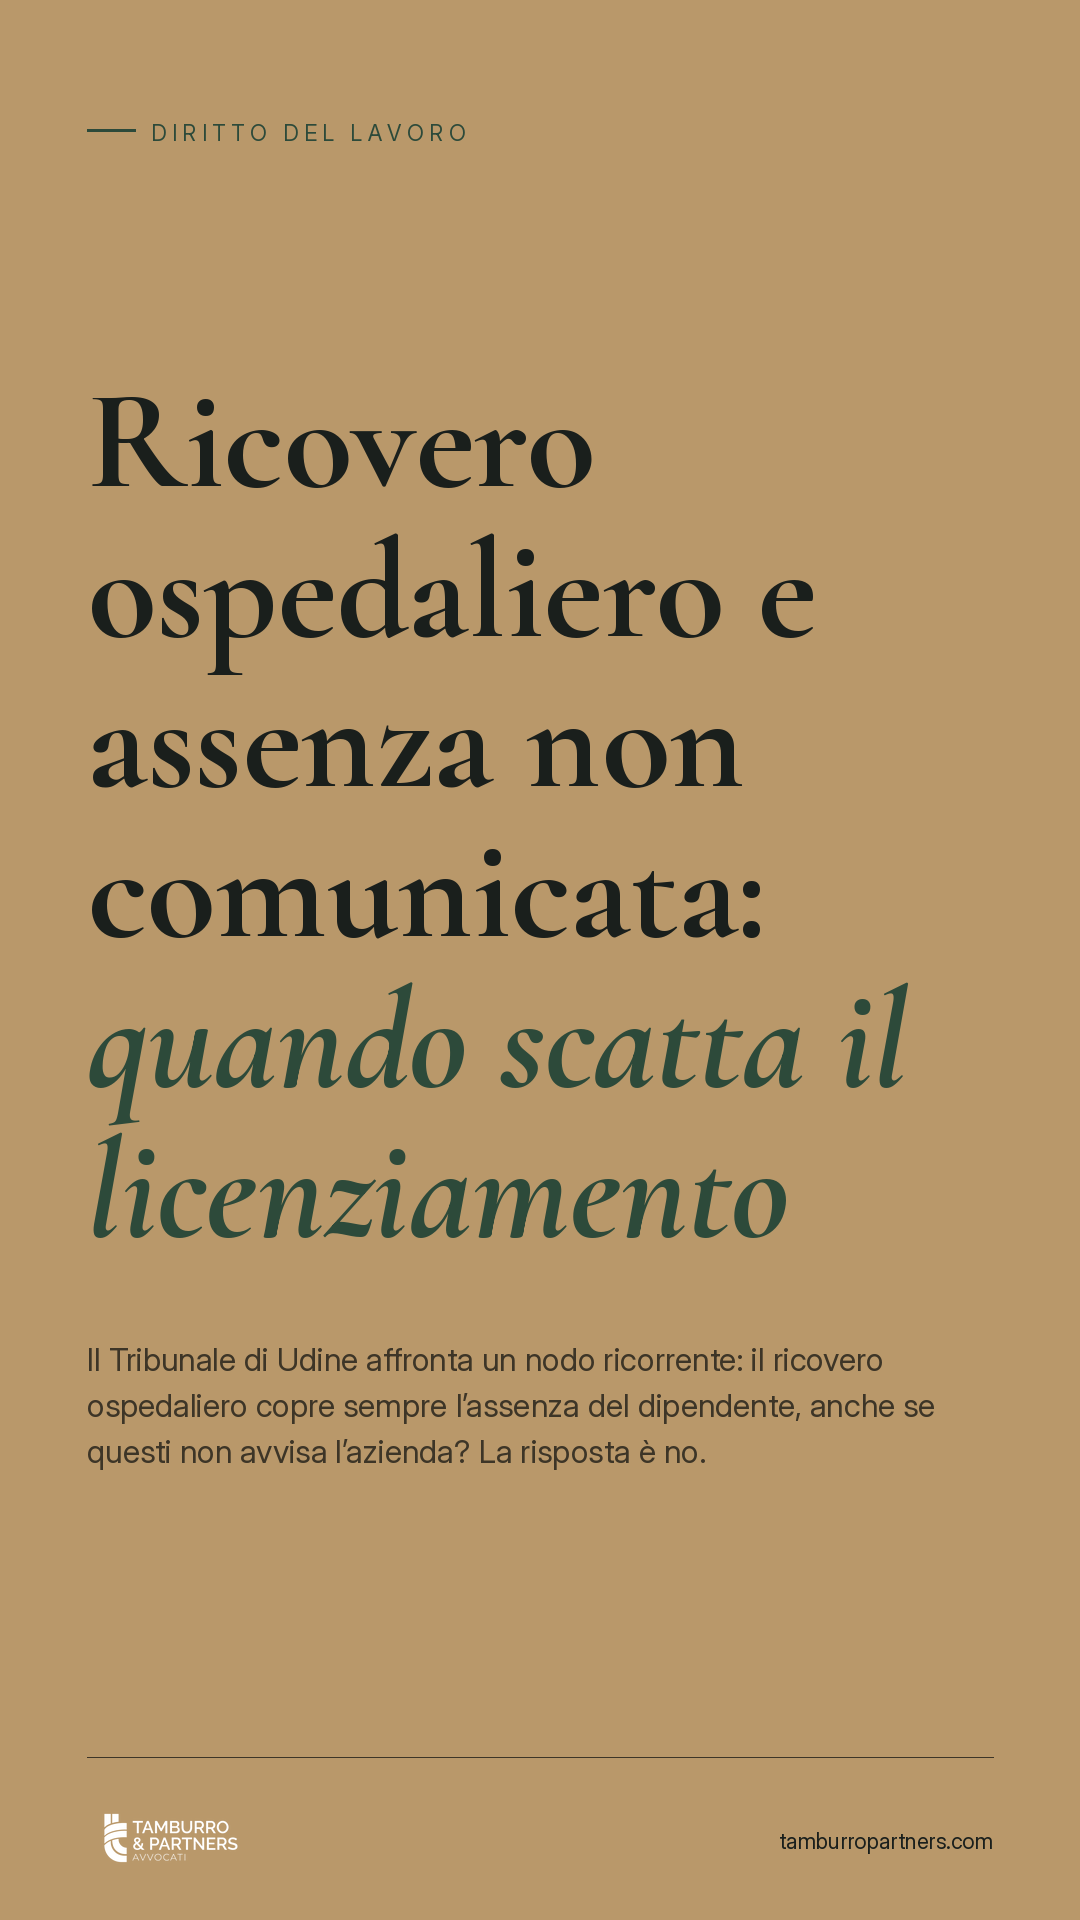 DIRITTO DEL LAVORO
Ricovero
ospedaliero e
assenza non
comunicata:
quando scatta il
licenziamento
Il Tribunale di Udine affronta un nodo ricorrente: il ricovero
ospedaliero copre sempre l’assenza del dipendente, anche se
questi non avvisa l’azienda? La risposta è no.
TAMBURRO
& PARTNERS
AVVOCATI
tamburropartners.com